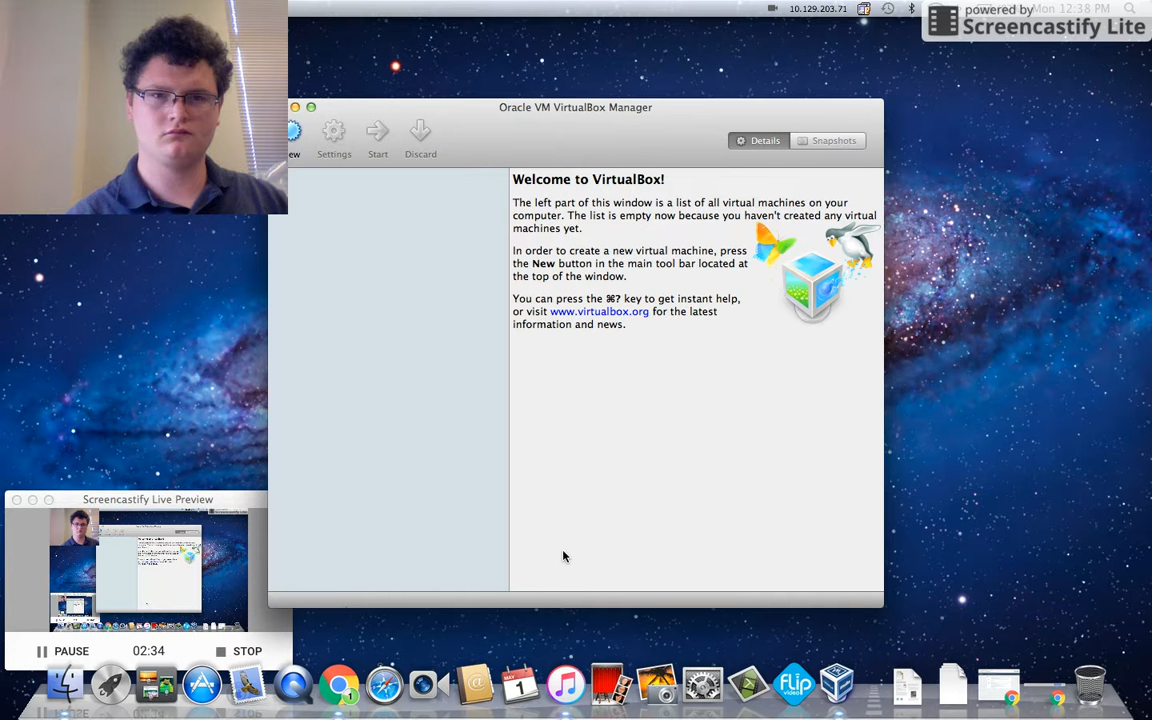 10.129.203.71
Mon 12:38 PM
powered by
Screencastify Lite
Oracle VM VirtualBox Manager
ew
Settings
Start
Discard
Details
Snapshots
Welcome to VirtualBox!
The left part of this window is a list of all virtual machines on your
computer. The list is empty now because you haven't created any virtual
machines yet.
In order to create a new virtual machine, press
the New button in the main tool bar located at
the top of the window.
You can press the ⌘? key to get instant help,
or visit www.virtualbox.org for the latest
information and news.
Screencastify Live Preview
PAUSE
02:34
STOP
1
1
FLIP
video